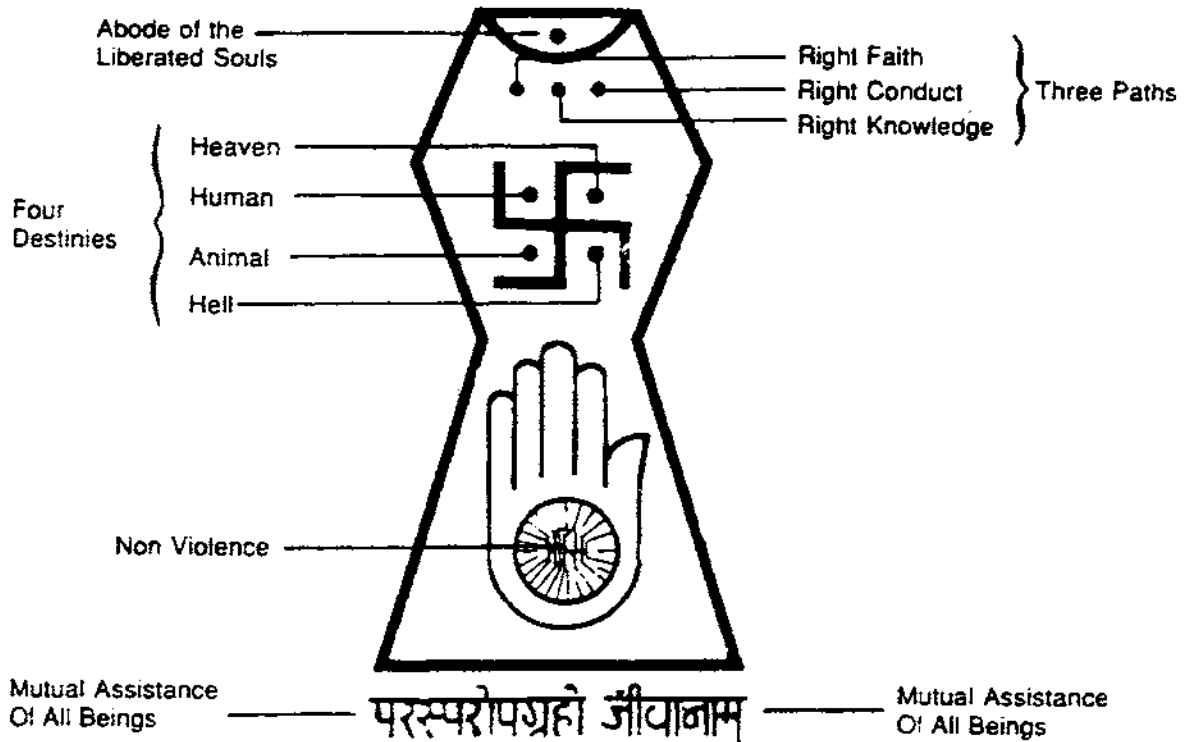 Abode of the
Liberated Souls
Right Faith
Right Conduct
Right Knowledge
Three Paths
Heaven
Human
Animal
Hell
Four
Destinies
Non Violence
Mutual Assistance
Of All Beings
परस्परोपग्रहो जीवानाम
Mutual Assistance
Of All Beings